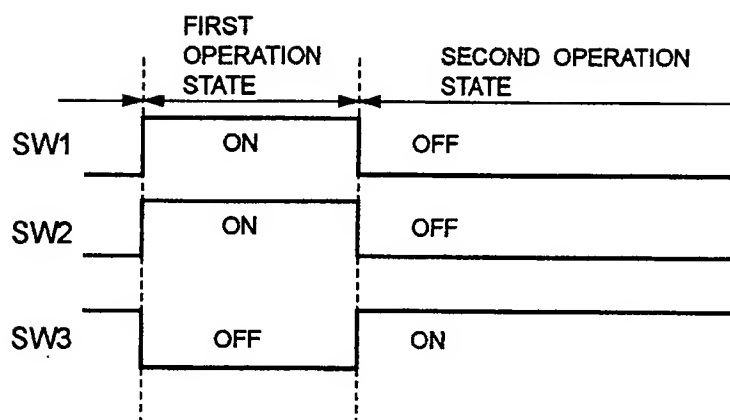 FIRST
OPERATION
STATE
SECOND OPERATION
STATE
SW1 ON OFF
SW2 ON OFF
SW3 OFF ON